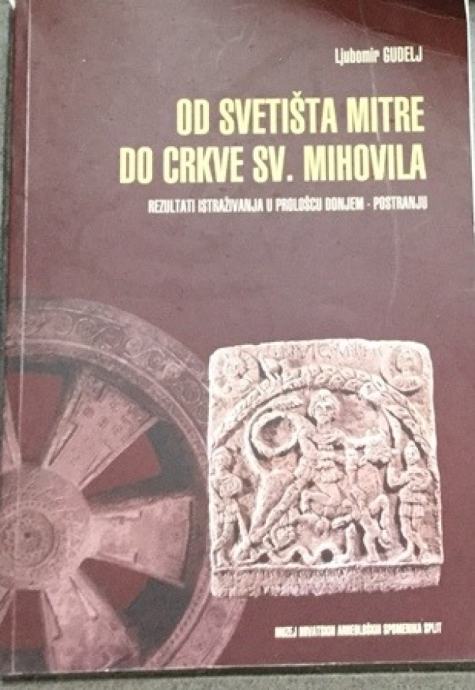 Ljubomir GUDELJ
OD SVETIŠTA MITRE
DO CRKVE SV. MIHOVILA
REZULTATI ISTRAŽIVANJA U PROLOŠCU DONJEM - POSTRANJU
MUZEJ HRVATSKIH ARHEOLOŠKIH SPOMENIKA SPLIT